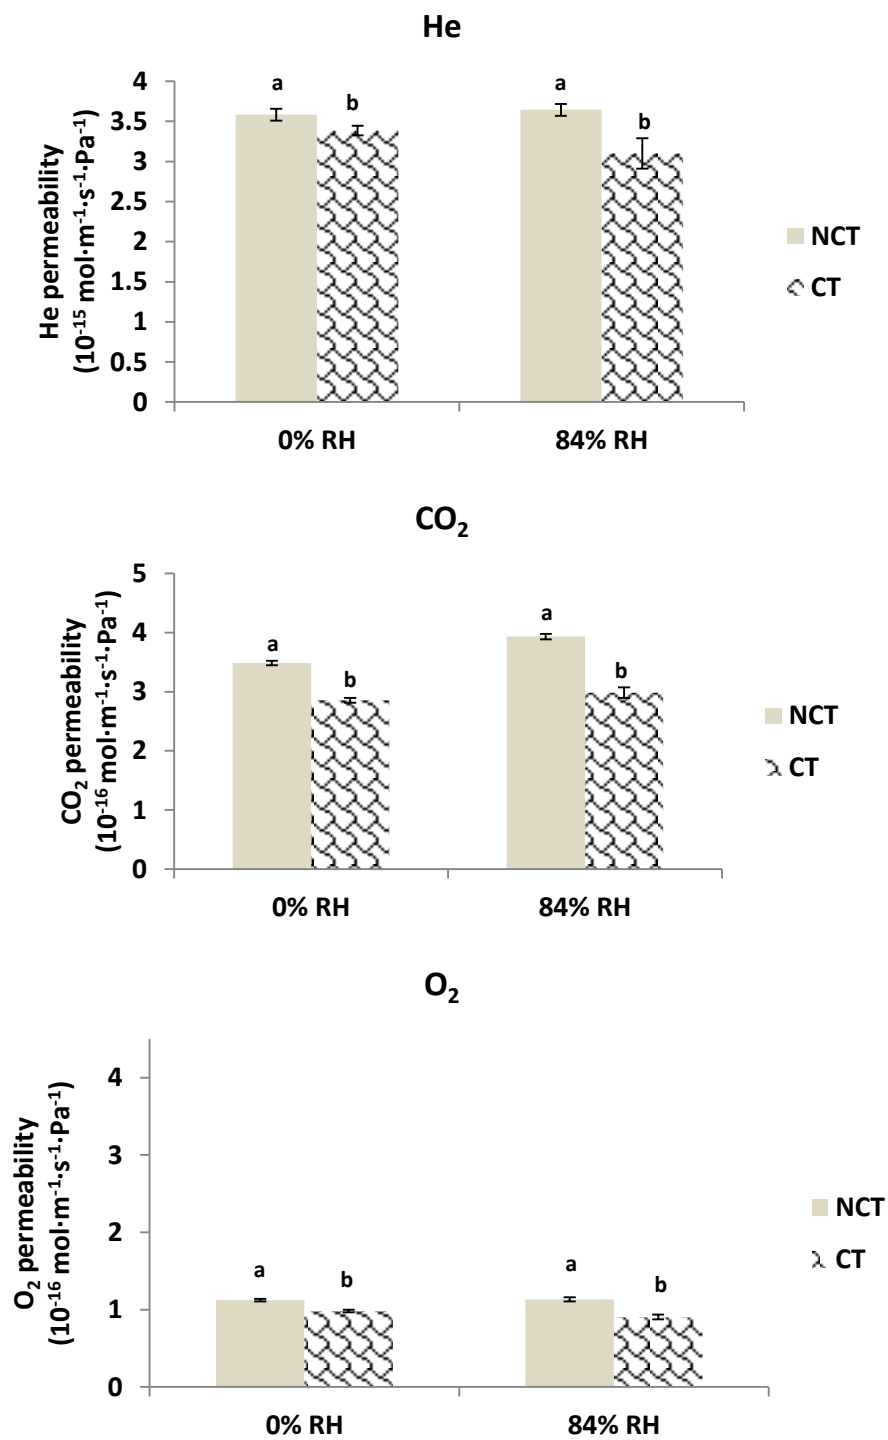 He
He permeability
(10⁻¹⁵ mol·m⁻¹·s⁻¹·Pa⁻¹)
4
3.5
3
2.5
2
1.5
1
0.5
0
a
b
a
b
0% RH
84% RH
NCT
CT
CO₂
CO₂ permeability
(10⁻¹⁶ mol·m⁻¹·s⁻¹·Pa⁻¹)
5
4
3
2
1
0
a
b
a
b
0% RH
84% RH
NCT
CT
O₂
O₂ permeability
(10⁻¹⁶ mol·m⁻¹·s⁻¹·Pa⁻¹)
4
3
2
1
0
a
b
a
b
0% RH
84% RH
NCT
CT